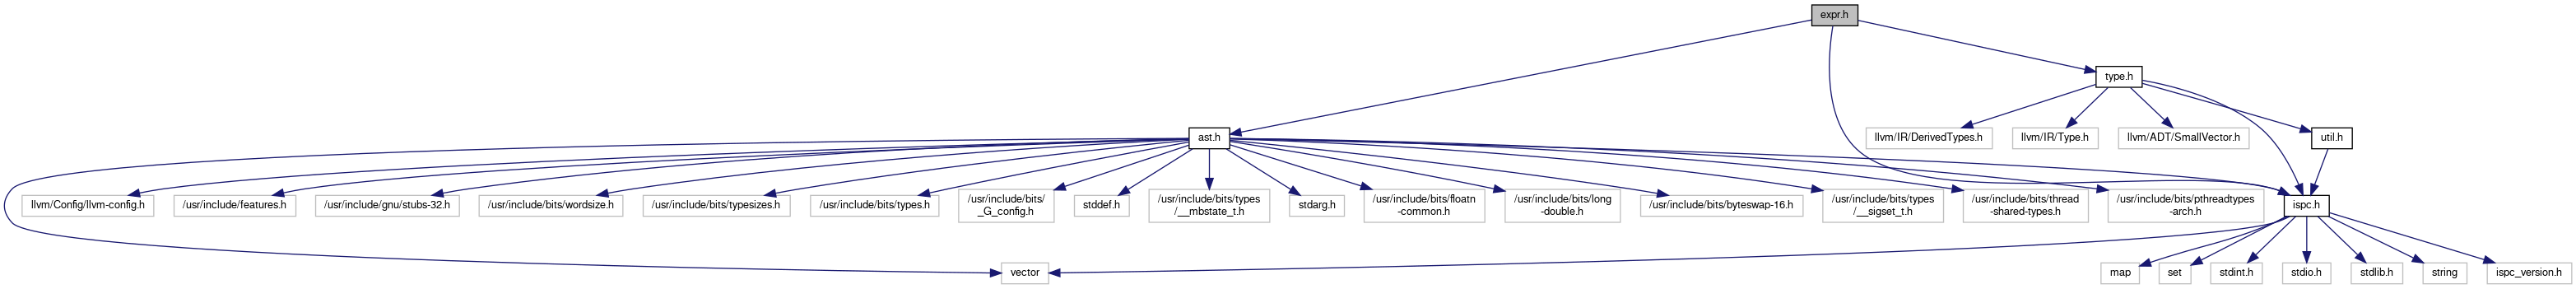 expr.h
type.h
ast.h
llvm/IR/DerivedTypes.h
llvm/IR/Type.h
llvm/ADT/SmallVector.h
util.h
llvm/Config/llvm-config.h
/usr/include/features.h
/usr/include/gnu/stubs-32.h
/usr/include/bits/wordsize.h
/usr/include/bits/typesizes.h
/usr/include/bits/types.h
/usr/include/bits/
_G_config.h
stddef.h
/usr/include/bits/types
/__mbstate_t.h
stdarg.h
/usr/include/bits/floatn
-common.h
/usr/include/bits/long
-double.h
/usr/include/bits/byteswap-16.h
/usr/include/bits/types
/__sigset_t.h
/usr/include/bits/thread
-shared-types.h
/usr/include/bits/pthreadtypes
-arch.h
ispc.h
vector
map
set
stdint.h
stdio.h
stdlib.h
string
ispc_version.h